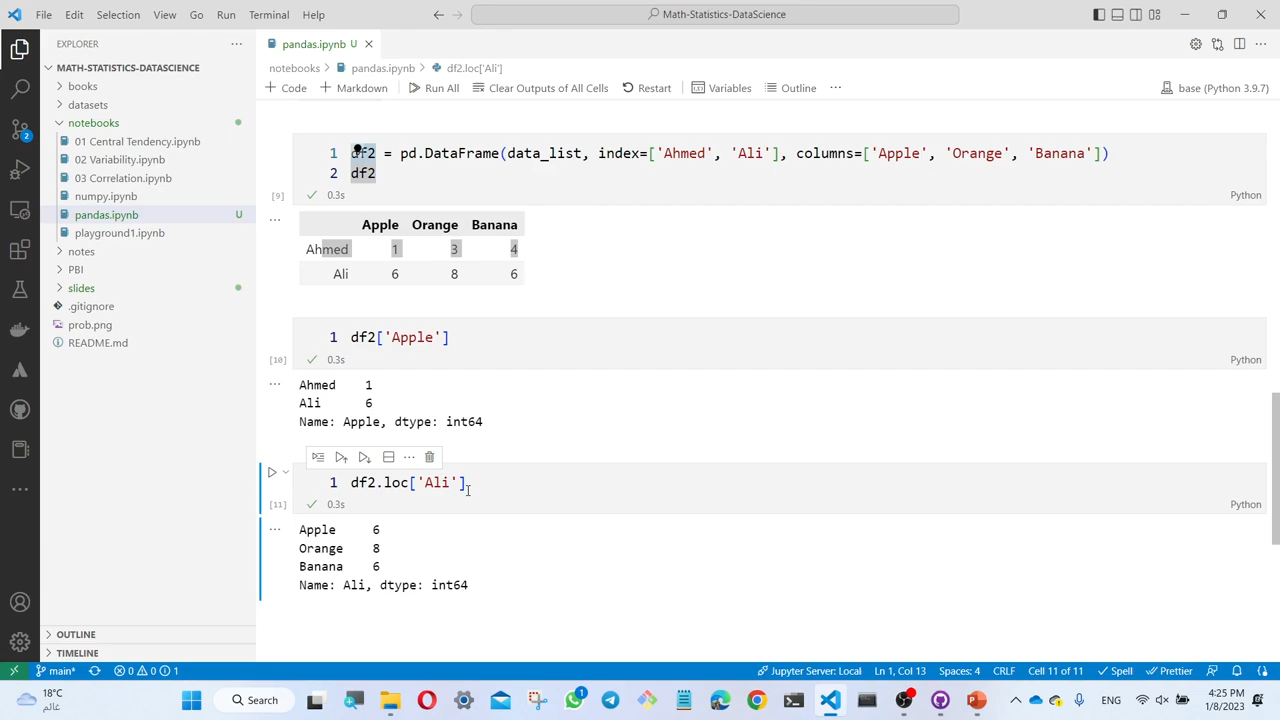 File Edit Selection View Go Run Terminal Help
Math-Statistics-DataScience
EXPLORER
pandas.ipynb U
MATH-STATISTICS-DATASCIENCE
notebooks > pandas.ipynb > df2.loc['Ali']
books
datasets
notebooks
01 Central Tendency.ipynb
02 Variability.ipynb
03 Correlation.ipynb
numpy.ipynb
pandas.ipynb U
playground1.ipynb
notes
PBI
slides
.gitignore
prob.png
README.md
OUTLINE
TIMELINE
2
+ Code + Markdown Run All Clear Outputs of All Cells Restart Variables Outline ... base (Python 3.9.7)
1 df2 = pd.DataFrame(data_list, index=['Ahmed', 'Ali'], columns=['Apple', 'Orange', 'Banana'])
2 df2
[9] 0.3s Python
Apple Orange Banana
Ahmed 1 3 4
Ali 6 8 6
1 df2['Apple']
[10] 0.3s Python
Ahmed 1
Ali 6
Name: Apple, dtype: int64
1 df2.loc['Ali']
[11] 0.3s Python
Apple 6
Orange 8
Banana 6
Name: Ali, dtype: int64
main* 0 0 1 Jupyter Server: Local Ln 1, Col 13 Spaces: 4 CRLF Cell 11 of 11 Spell Prettier
18°C
غائم
Search
1
ENG
4:25 PM
1/8/2023